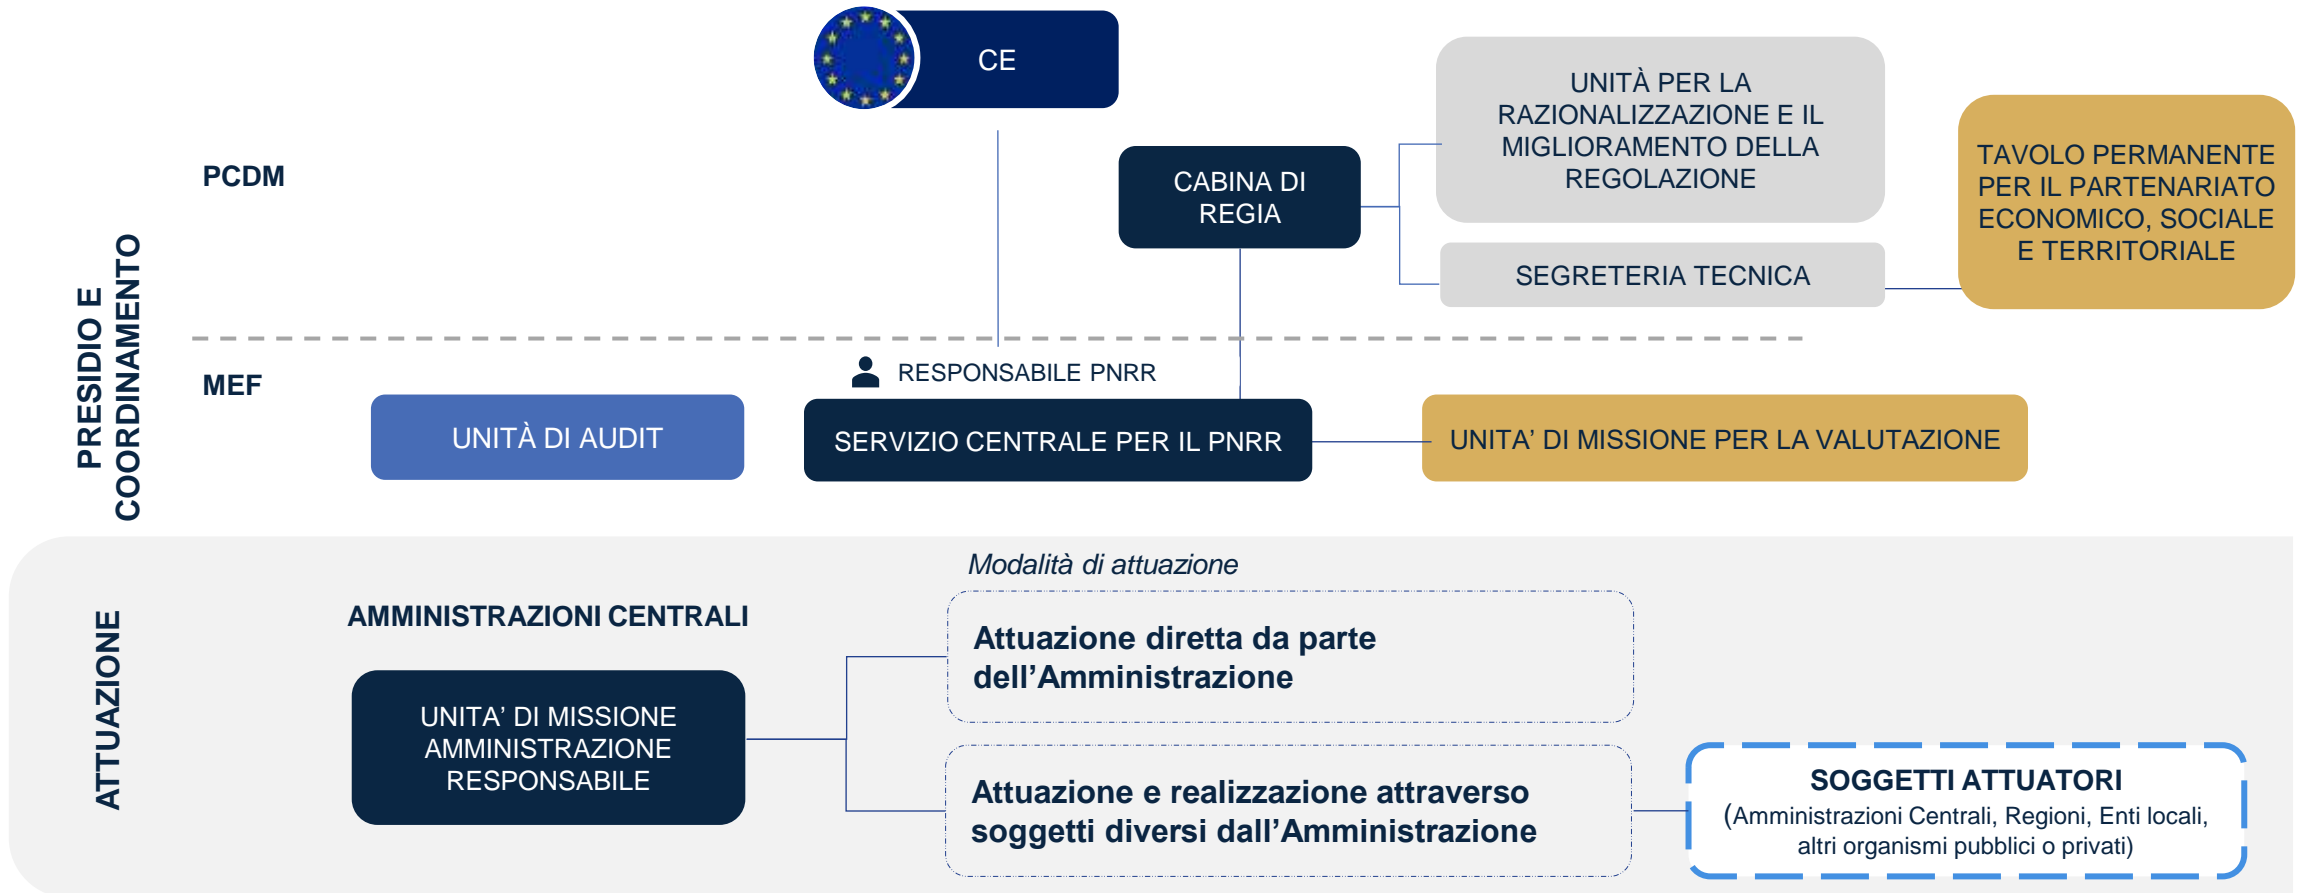 CE
UNITÀ PER LA
RAZIONALIZZAZIONE E IL
MIGLIORAMENTO DELLA
REGOLAZIONE
TAVOLO PERMANENTE
PER IL PARTENARIATO
ECONOMICO, SOCIALE
E TERRITORIALE
PCDM
CABINA DI
REGIA
SEGRETERIA TECNICA
PRESIDIO E
COORDINAMENTO
MEF
RESPONSABILE PNRR
UNITÀ DI AUDIT
SERVIZIO CENTRALE PER IL PNRR
UNITA’ DI MISSIONE PER LA VALUTAZIONE
ATTUAZIONE
AMMINISTRAZIONI CENTRALI
UNITA’ DI MISSIONE
AMMINISTRAZIONE
RESPONSABILE
Modalità di attuazione
Attuazione diretta da parte
dell’Amministrazione
Attuazione e realizzazione attraverso
soggetti diversi dall’Amministrazione
SOGGETTI ATTUATORI
(Amministrazioni Centrali, Regioni, Enti locali,
altri organismi pubblici o privati)